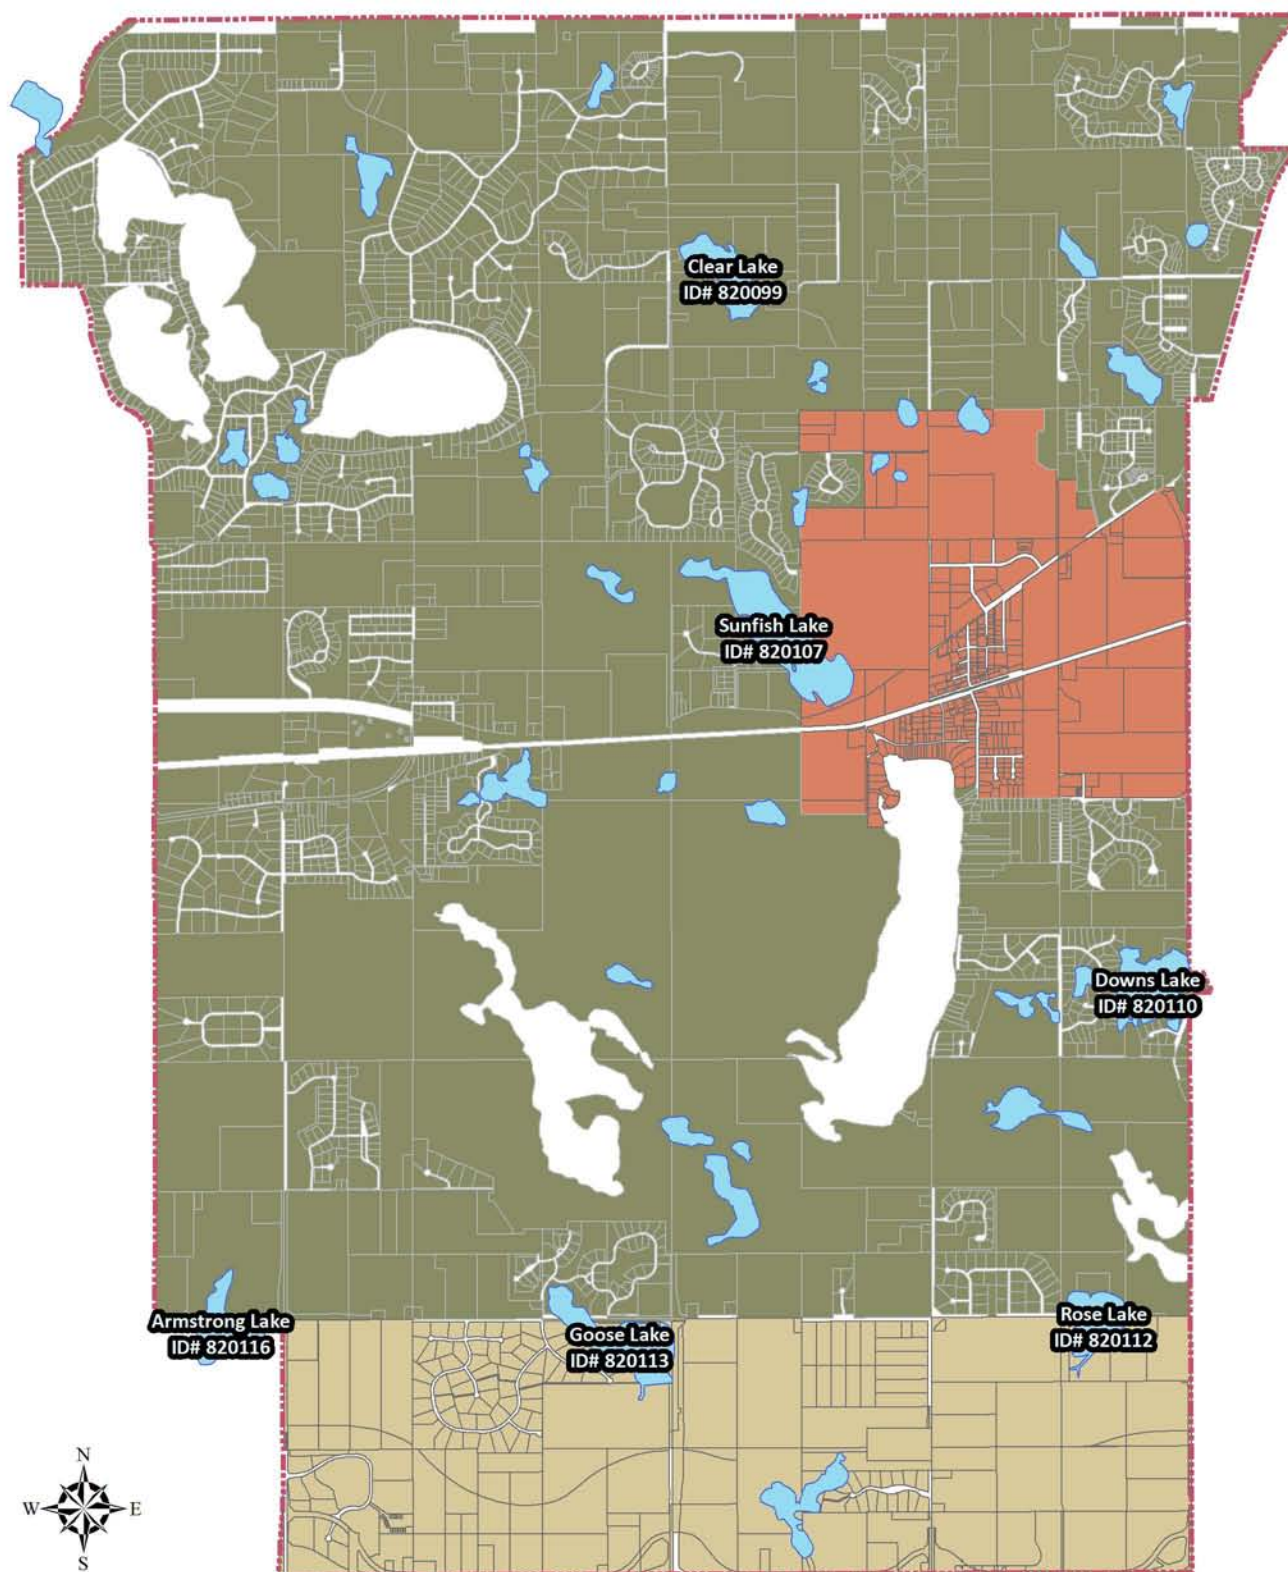 Clear Lake
ID# 820099
Sunfish Lake
ID# 820107
Downs Lake
ID# 820110
Armstrong Lake
ID# 820116
Goose Lake
ID# 820113
Rose Lake
ID# 820112
N
W
E
S